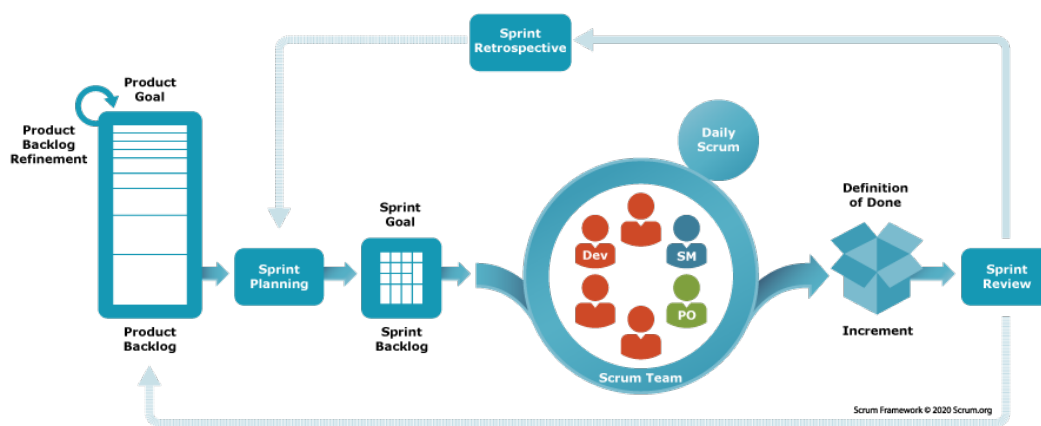 Sprint
Retrospective
Product
Goal
Product
Backlog
Refinement
Daily
Scrum
Definition
of Done
Sprint
Goal
Dev
SM
Sprint
Planning
Sprint
Review
PO
Product
Backlog
Sprint
Backlog
Increment
Scrum Team
Scrum Framework © 2020 Scrum.org